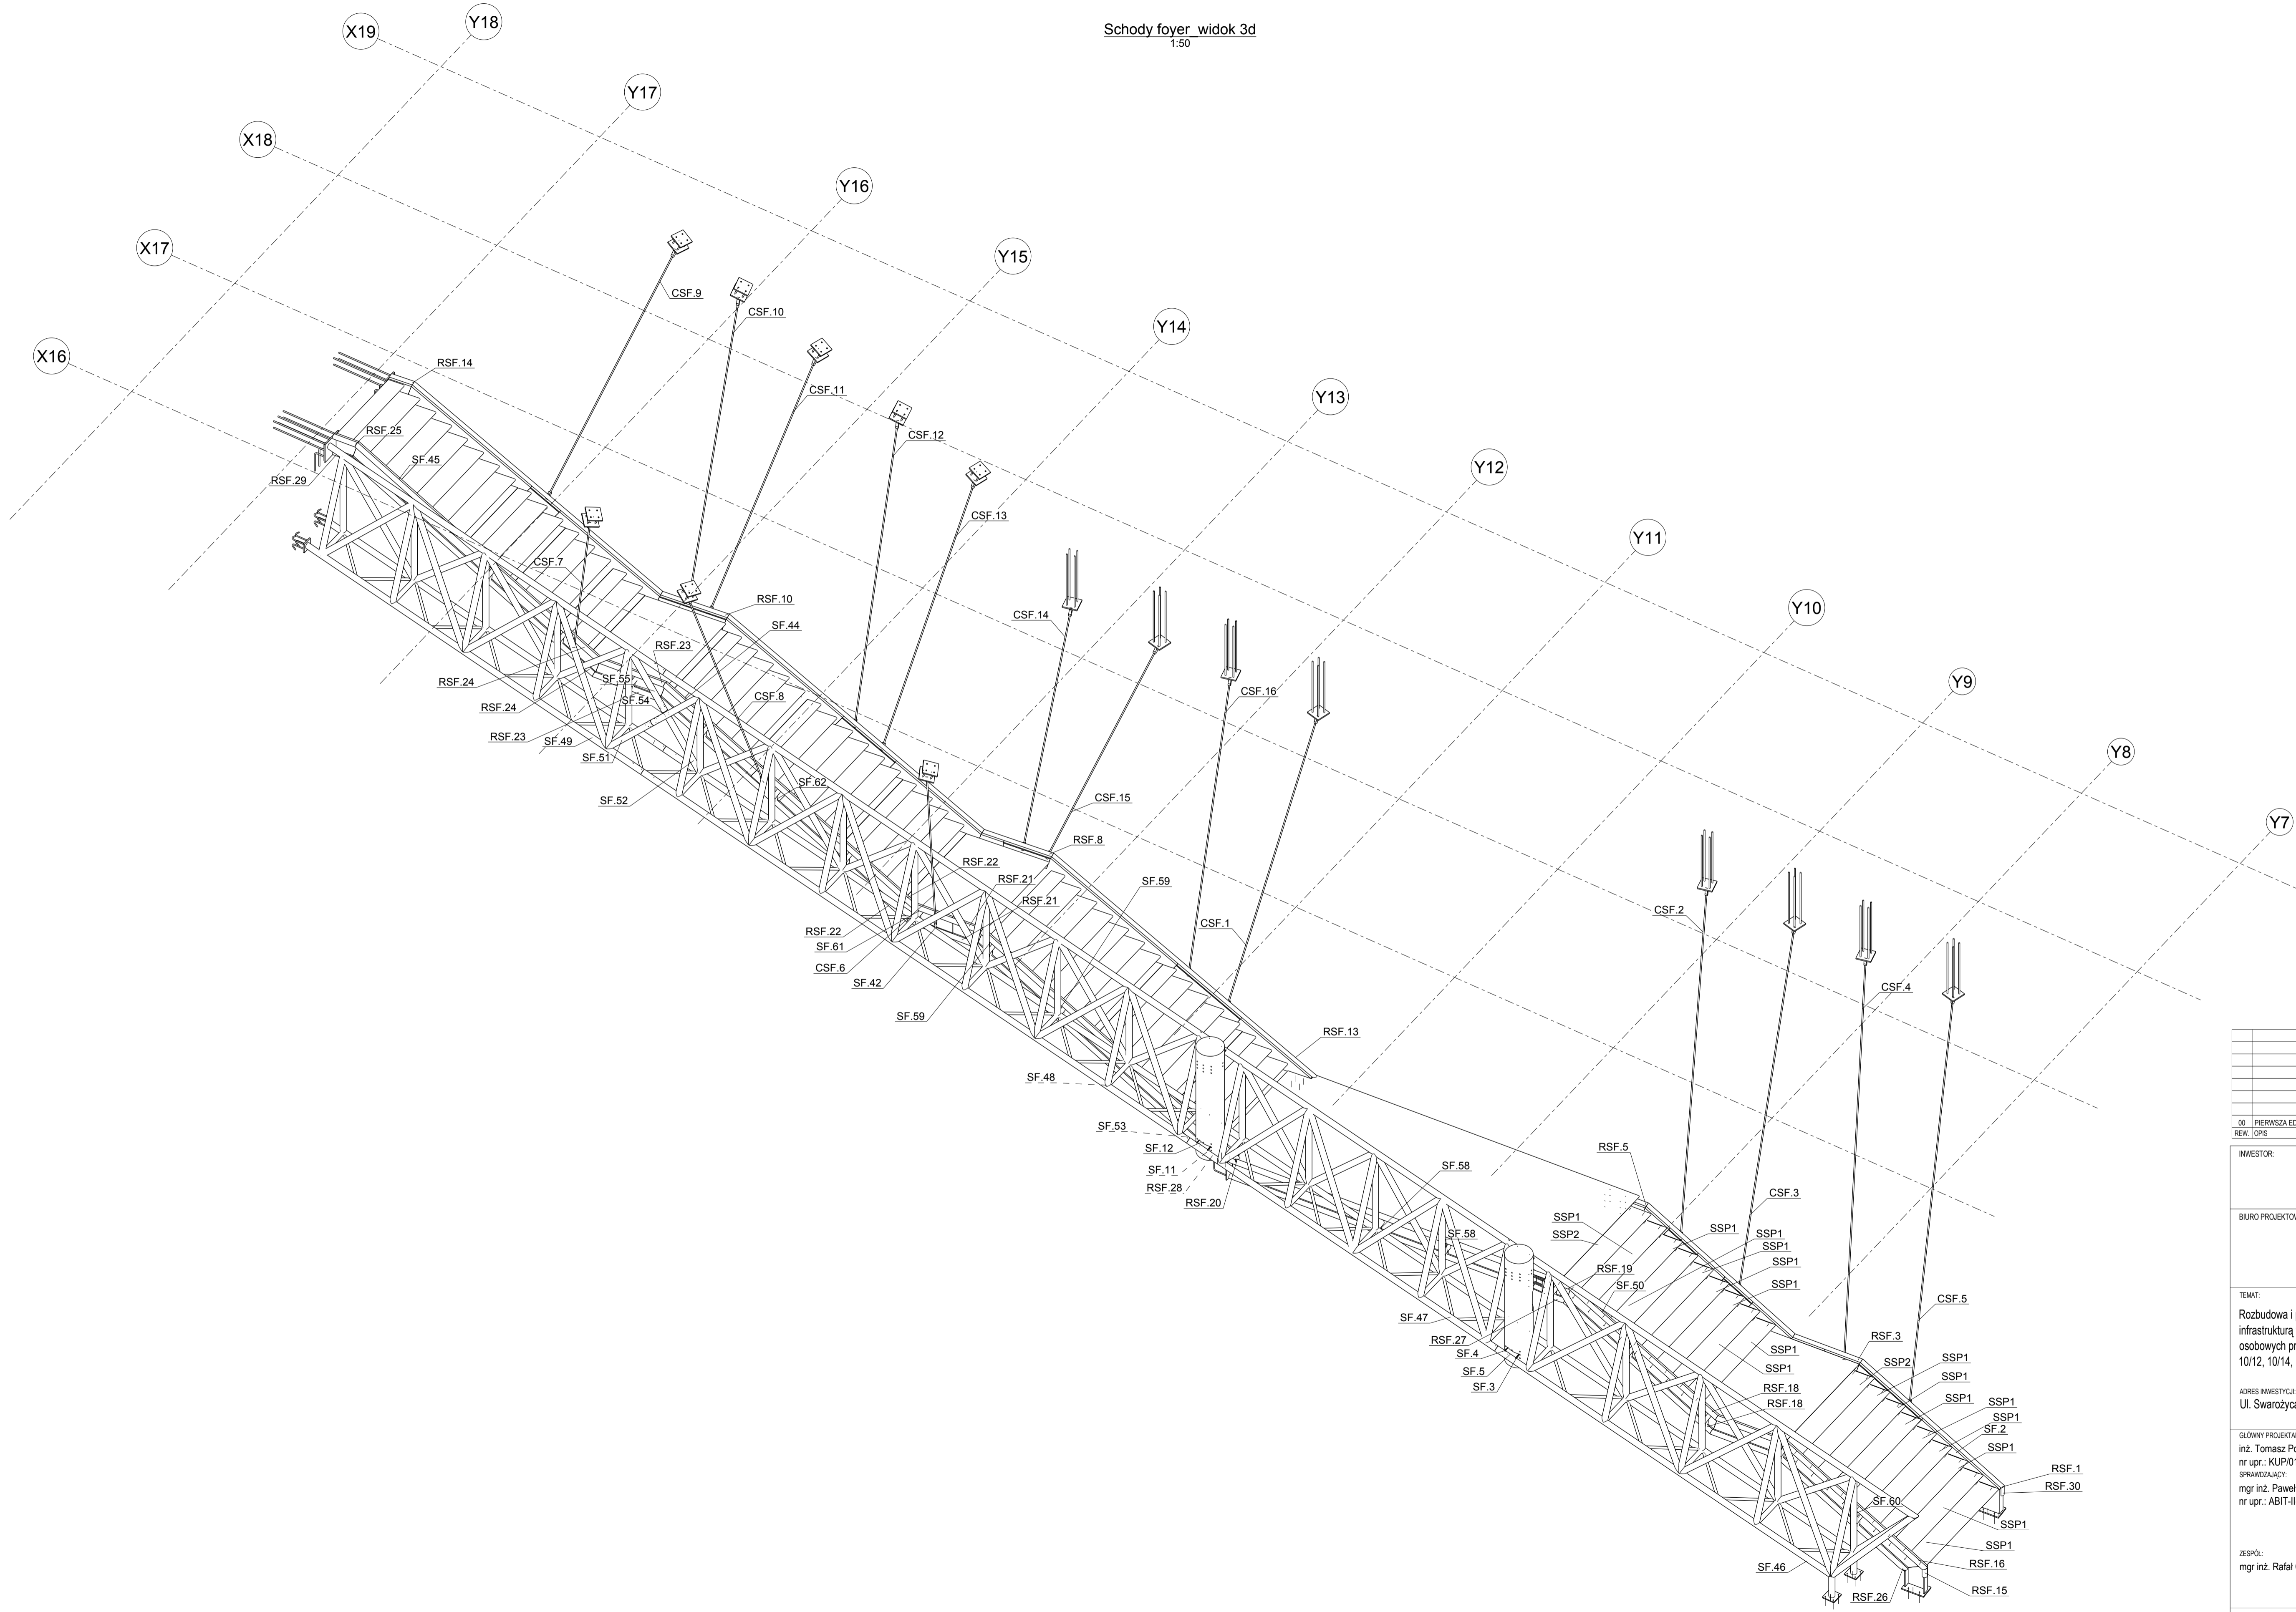 Schody foyer_widok 3d
1:50
X19
Y18
Y17
X18
Y16
X17
Y15
CSF.9
CSF.10
Y14
X16
RSF.14
CSF.11
Y13
RSF.25
CSF.12
SF.45
RSF.29
Y12
CSF.13
Y11
CSF.7
RSF.10
CSF.14
Y10
SF.44
RSF.23
SF.55
RSF.24
Y9
CSF.8
SF.54
CSF.16
RSF.24
RSF.23
SF.49
Y8
SF.51
SF.62
SF.52
CSF.15
Y7
RSF.8
RSF.22
RSF.21
SF.59
RSF.21
CSF.2
CSF.1
RSF.22
SF.61
CSF.6
SF.42
CSF.4
SF.59
RSF.13
SF.48
SF.53
SF.12
SF.11
RSF.28
RSF.20
RSF.5
SF.58
CSF.3
SSP1
SSP2
SSP1
SSP1
SF.58
SSP1
SSP1
RSF.19
SF.50
SSP1
CSF.5
SF.47
RSF.27
SF.4
SF.5
SF.3
SSP1
SSP1
RSF.3
SSP2
SSP1
SSP1
RSF.18
RSF.18
SSP1
SSP1
SSP1
SF.2
SSP1
RSF.1
RSF.30
SF.60
SSP1
SSP1
SF.46
RSF.16
RSF.15
RSF.26
00 PIERWSZA ED
REW. OPIS
INWESTOR:
BIURO PROJEKTOW
TEMAT:
Rozbudowa i
infrastrukturą
osobowych pr
10/12, 10/14,
ADRES INWESTYCJI:
Ul. Swarożyca
GŁÓWNY PROJEKTAN
inż. Tomasz Po
nr upr.: KUP/01
SPRAWDZAJĄCY:
mgr inż. Paweł
nr upr.: ABIT-II
ZESPÓŁ:
mgr inż. Rafał